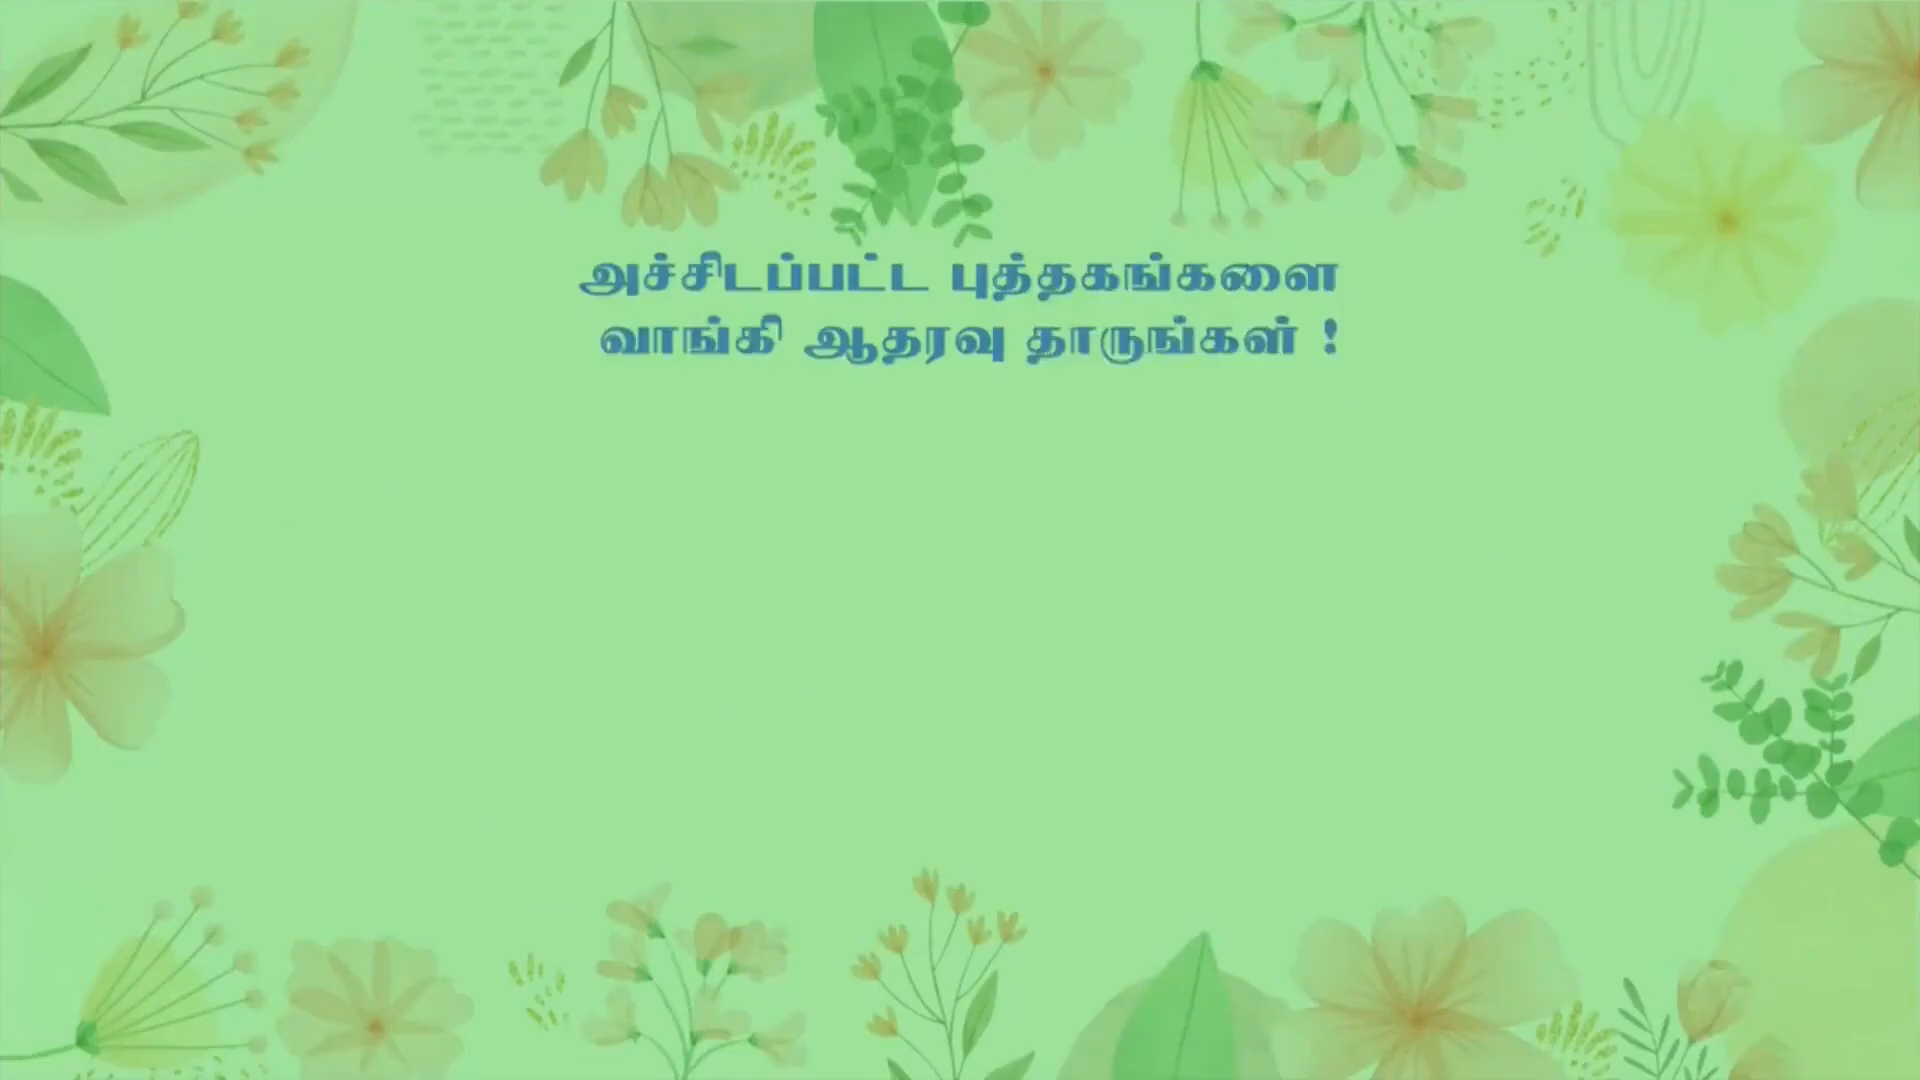 அச்சிடப்பட்ட புத்தகங்களை
வாங்கி ஆதரவு தாருங்கள் !